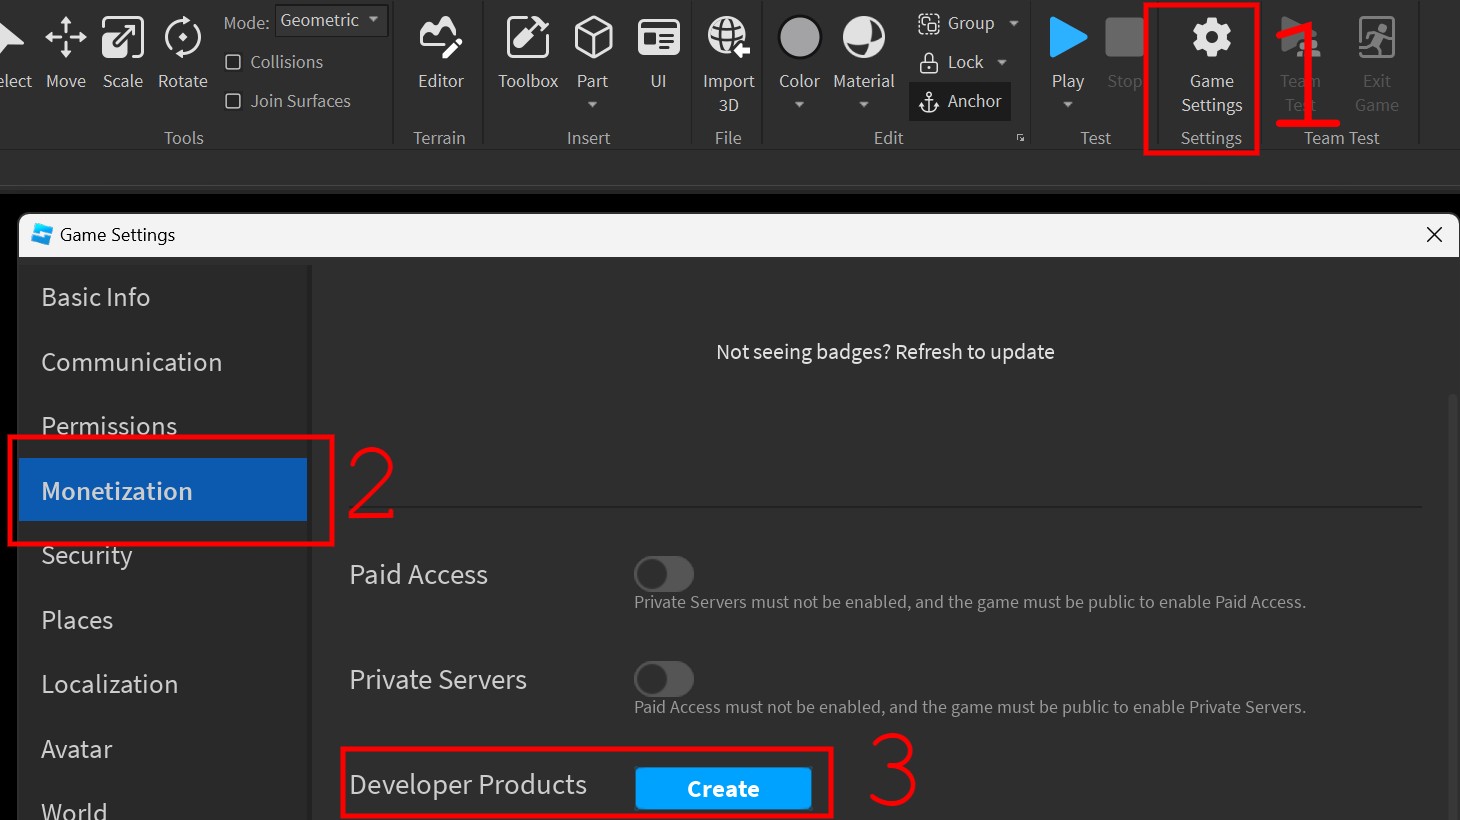 Mode: Geometric
Collisions
Join Surfaces
Move Scale Rotate
Tools
Editor
Terrain
Toolbox Part UI
Insert
Import
3D
File
Color Material
Group
Lock
Anchor
Edit
Play Stop
Test
Game
Settings
Settings
1
Team
Test
Exit
Game
Team Test
Game Settings
Basic Info
Communication
Permissions
Monetization
2
Security
Places
Localization
Avatar
World
Not seeing badges? Refresh to update
Paid Access
Private Servers must not be enabled, and the game must be public to enable Paid Access.
Private Servers
Paid Access must not be enabled, and the game must be public to enable Private Servers.
Developer Products Create
3